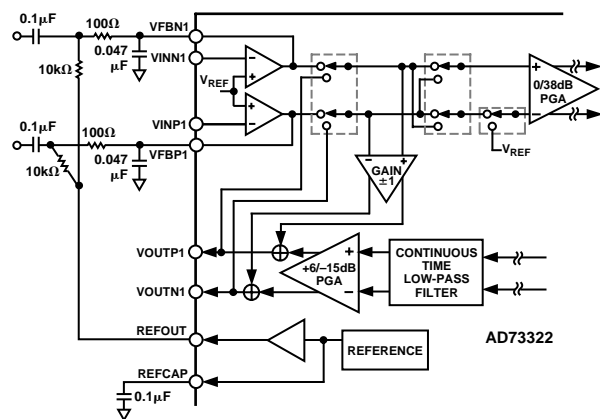 0.1µF
100Ω
VFBN1
0.047
µF
VINN1
10kΩ
VREF
0/38dB
PGA
0.1µF
100Ω
VINP1
0.047
µF
VFBP1
10kΩ
VREF
GAIN
±1
VOUTP1
+6/–15dB
PGA
CONTINUOUS
TIME
LOW-PASS
FILTER
VOUTN1
REFOUT
AD73322
REFERENCE
REFCAP
0.1µF